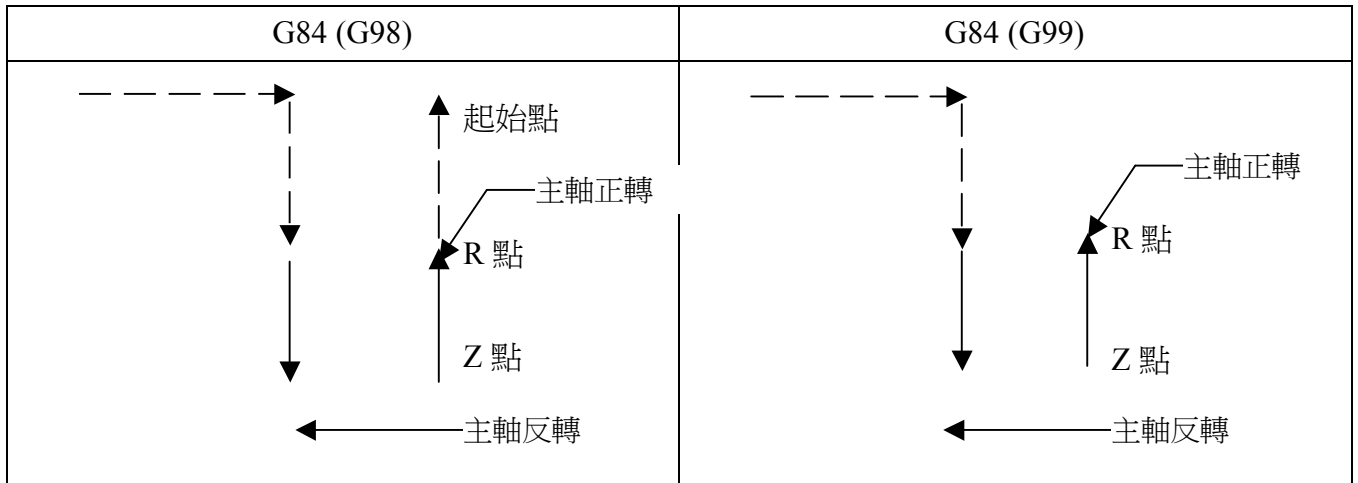 G84 (G98)
G84 (G99)
起始點
主軸正轉
R 點
Z 點
主軸反轉
主軸正轉
R 點
Z 點
主軸反轉